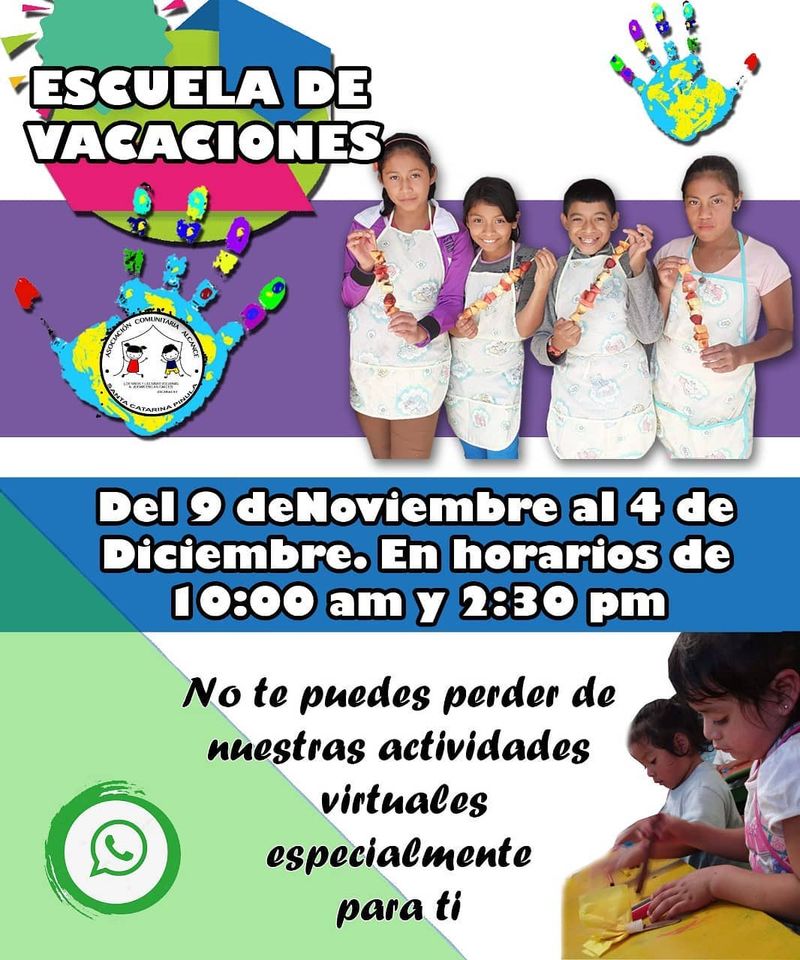 ESCUELA DE
VACACIONES
ASOCIACIÓN COMUNITARIA ALCANCE
SANTA CATARINA PINULA
Del 9 deNoviembre al 4 de
Diciembre. En horarios de
10:00 am y 2:30 pm
No te puedes perder de
nuestras actividades
virtuales
especialmente
para ti